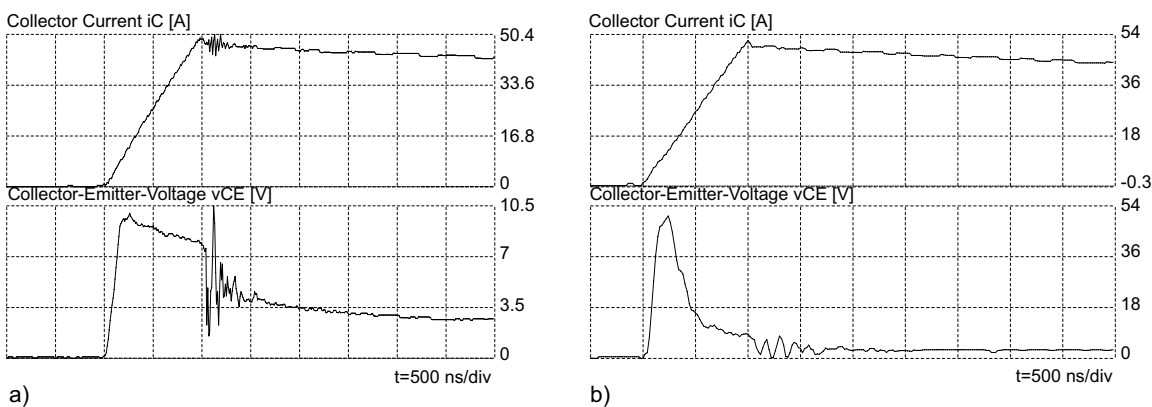 Collector Current iC [A]
50.4
33.6
16.8
0
Collector-Emitter-Voltage vCE [V]
10.5
7
3.5
0
t=500 ns/div
a)
Collector Current iC [A]
54
36
18
-0.3
Collector-Emitter-Voltage vCE [V]
54
36
18
0
t=500 ns/div
b)